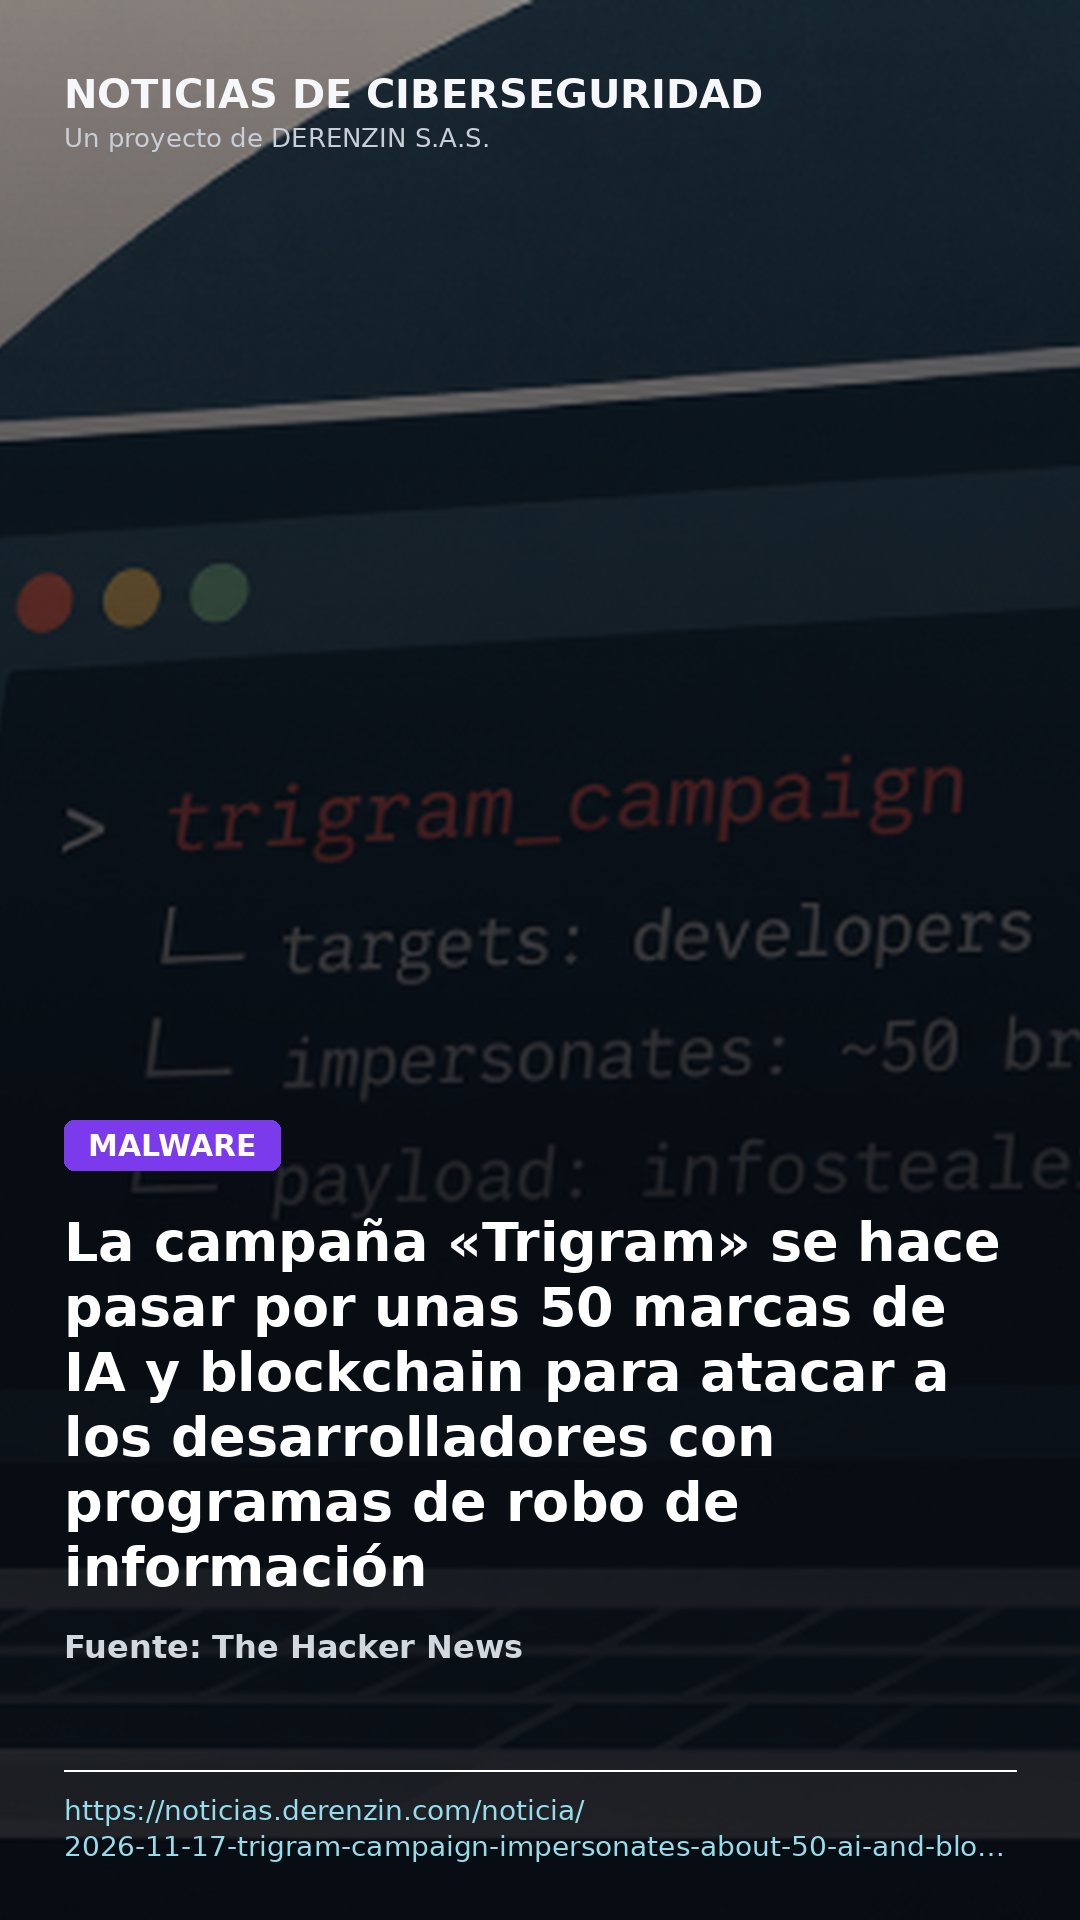 NOTICIAS DE CIBERSEGURIDAD
Un proyecto de DERENZIN S.A.S.
> trigram_campaign
targets: developers
impersonates: ~50
MALWARE
payload:
La campaña «Trigram» se hace
pasar por unas 50 marcas de
IA y blockchain para atacar a
los desarrolladores con
programas de robo de
información
Fuente: The Hacker News
https://noticias.derenzin.com/noticia/
2026-11-17-trigram-campaign-impersonates-about-50-ai-and-blo...